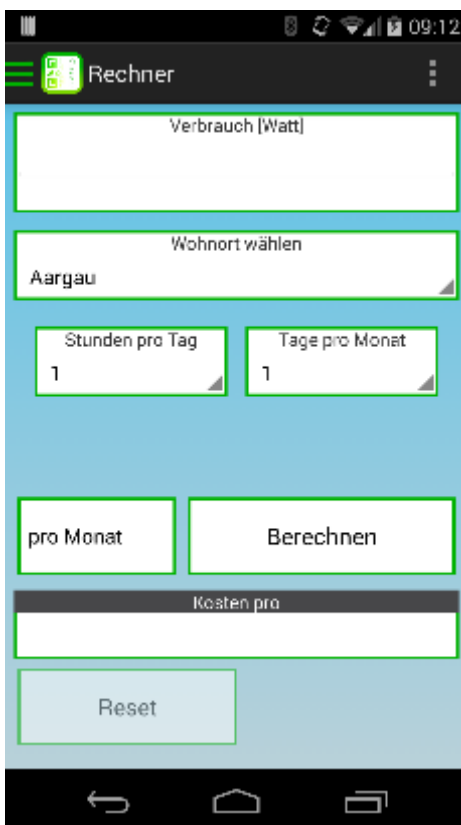 09:12
Rechner
Verbrauch [Watt]
Wohnort wählen
Aargau
Stunden pro Tag
Tage pro Monat
1
1
pro Monat
Berechnen
Kosten pro
Reset